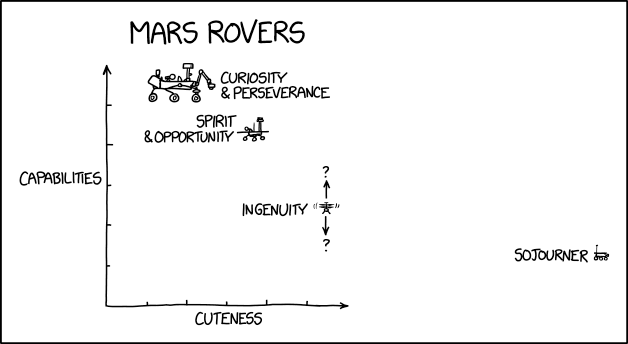 MARS ROVERS
CURIOSITY
& PERSEVERANCE
SPIRIT
& OPPORTUNITY
CAPABILITIES
?
INGENUITY
?
SOJOURNER
CUTENESS